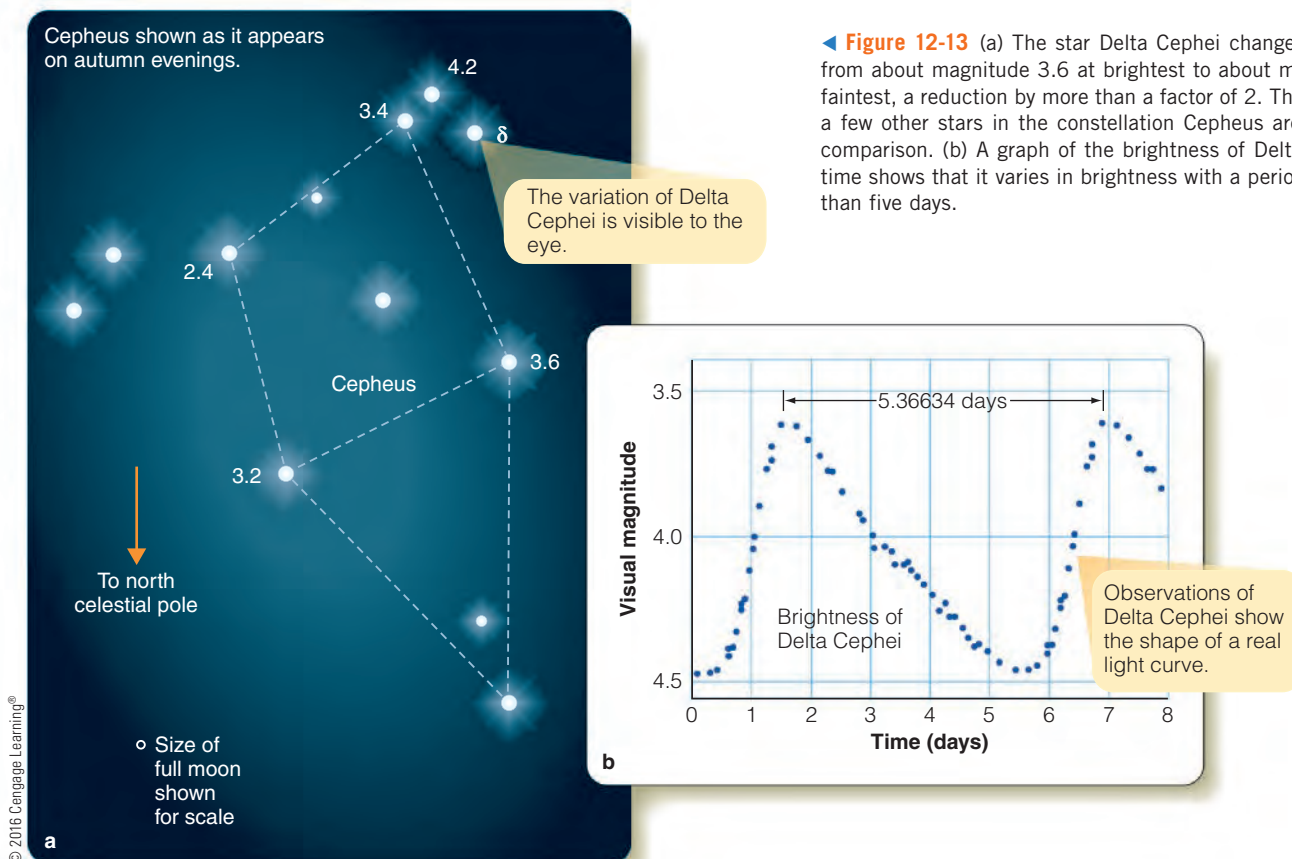 Cepheus shown as it appears
on autumn evenings.
4.2
3.4
δ
The variation of Delta
Cephei is visible to the
eye.
2.4
3.6
Cepheus
3.2
To north
celestial pole
Size of
full moon
shown
for scale
a
© 2016 Cengage Learning®
◀ Figure 12-13 (a) The star Delta Cephei change
from about magnitude 3.6 at brightest to about m
faintest, a reduction by more than a factor of 2. Th
a few other stars in the constellation Cepheus are
comparison. (b) A graph of the brightness of Delt
time shows that it varies in brightness with a perio
than five days.
5.36634 days
3.5
4.0
4.5
Visual magnitude
Brightness of
Delta Cephei
Observations of
Delta Cephei show
the shape of a real
light curve.
0 1 2 3 4 5 6 7 8
Time (days)
b